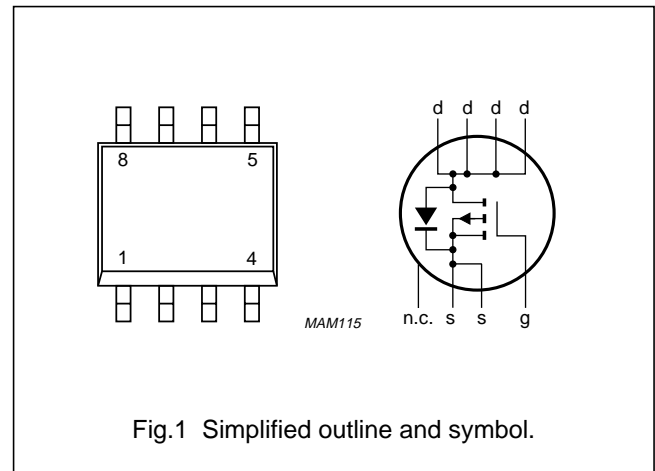 d d d d
8 5
1 4
MAM115
n.c. s s g
Fig.1 Simplified outline and symbol.